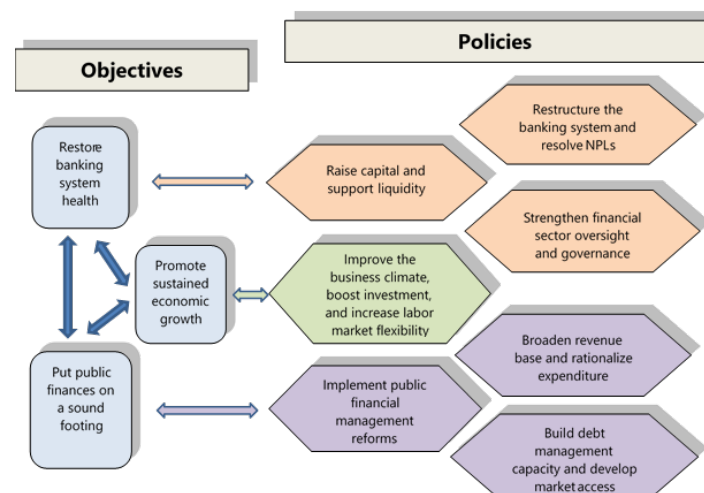 Objectives
Policies
Restore
banking
system
health
Raise capital and
support liquidity
Restructure the
banking system and
resolve NPLs
Strengthen financial
sector oversight
and governance
Promote
sustained
economic
growth
Improve the
business climate,
boost investment,
and increase labor
market flexibility
Put public
finances on
a sound
footing
Implement public
financial
management
reforms
Broaden revenue
base and rationalize
expenditure
Build debt
management
capacity and develop
market access